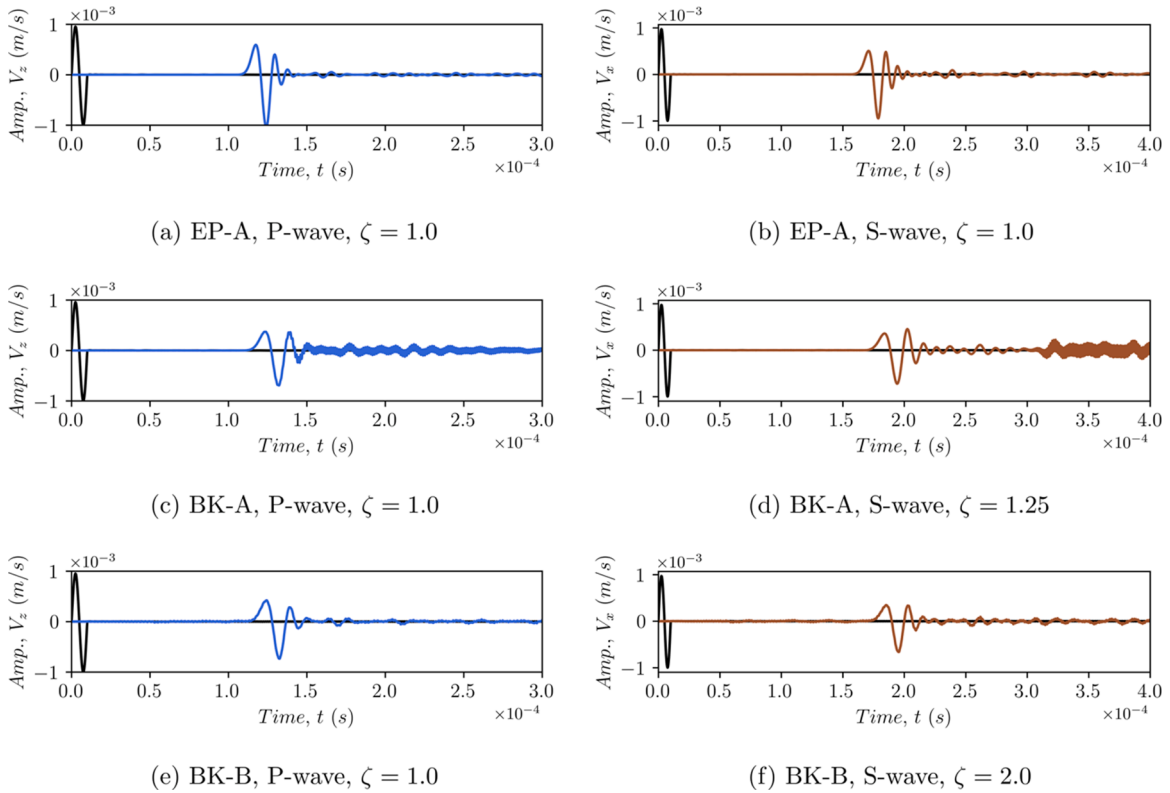 ×10⁻³ ×10⁻³
1 1
Amp., V_z (m/s) 0 Amp., V_x (m/s) 0
−1 −1
0.0 0.5 1.0 1.5 2.0 2.5 3.0 0.0 0.5 1.0 1.5 2.0 2.5 3.0 3.5 4.0
Time, t (s) ×10⁻⁴ Time, t (s) ×10⁻⁴
(a) EP-A, P-wave, ζ = 1.0 (b) EP-A, S-wave, ζ = 1.0
×10⁻³ ×10⁻³
1 1
Amp., V_z (m/s) 0 Amp., V_x (m/s) 0
−1 −1
0.0 0.5 1.0 1.5 2.0 2.5 3.0 0.0 0.5 1.0 1.5 2.0 2.5 3.0 3.5 4.0
Time, t (s) ×10⁻⁴ Time, t (s) ×10⁻⁴
(c) BK-A, P-wave, ζ = 1.0 (d) BK-A, S-wave, ζ = 1.25
×10⁻³ ×10⁻³
1 1
Amp., V_z (m/s) 0 Amp., V_x (m/s) 0
−1 −1
0.0 0.5 1.0 1.5 2.0 2.5 3.0 0.0 0.5 1.0 1.5 2.0 2.5 3.0 3.5 4.0
Time, t (s) ×10⁻⁴ Time, t (s) ×10⁻⁴
(e) BK-B, P-wave, ζ = 1.0 (f) BK-B, S-wave, ζ = 2.0